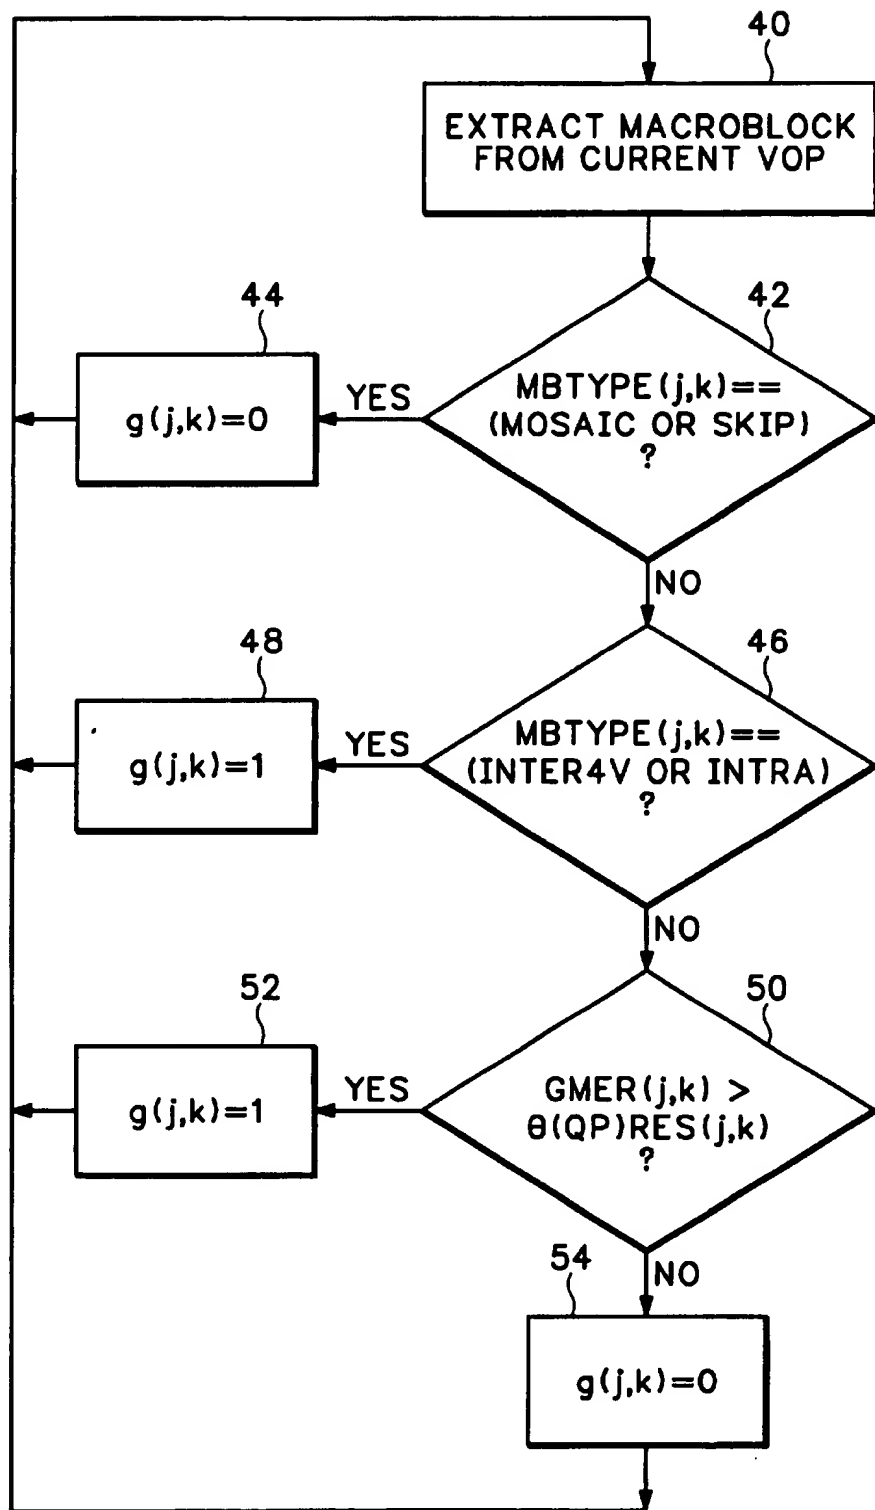 40
EXTRACT MACROBLOCK
FROM CURRENT VOP
44
42
g(j,k)=0
YES
MBTYPE(j,k)==
(MOSAIC OR SKIP)
?
NO
48
46
g(j,k)=1
YES
MBTYPE(j,k)==
(INTER4V OR INTRA)
?
NO
52
50
g(j,k)=1
YES
GMER(j,k) >
θ(QP)RES(j,k)
?
NO
54
g(j,k)=0